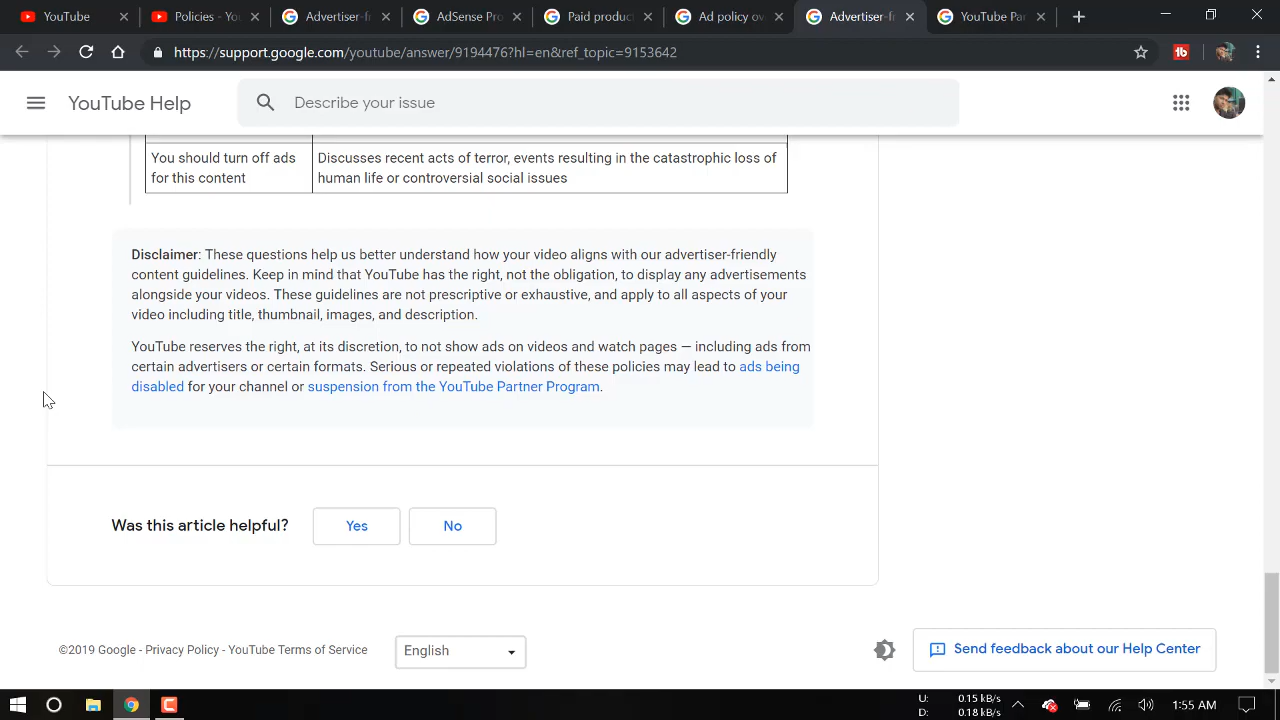 YouTube
Policies - You
Advertiser-f
AdSense Pro
Paid produc
Ad policy ov
Advertiser-f
YouTube Par
https://support.google.com/youtube/answer/9194476?hl=en&ref_topic=9153642
YouTube Help
Describe your issue
You should turn off ads
for this content
Discusses recent acts of terror, events resulting in the catastrophic loss of
human life or controversial social issues
Disclaimer: These questions help us better understand how your video aligns with our advertiser-friendly
content guidelines. Keep in mind that YouTube has the right, not the obligation, to display any advertisements
alongside your videos. These guidelines are not prescriptive or exhaustive, and apply to all aspects of your
video including title, thumbnail, images, and description.
YouTube reserves the right, at its discretion, to not show ads on videos and watch pages — including ads from
certain advertisers or certain formats. Serious or repeated violations of these policies may lead to ads being
disabled for your channel or suspension from the YouTube Partner Program.
Was this article helpful?
Yes
No
©2019 Google - Privacy Policy - YouTube Terms of Service
English
Send feedback about our Help Center
U: 0.15 kB/s
D: 0.18 kB/s
1:55 AM